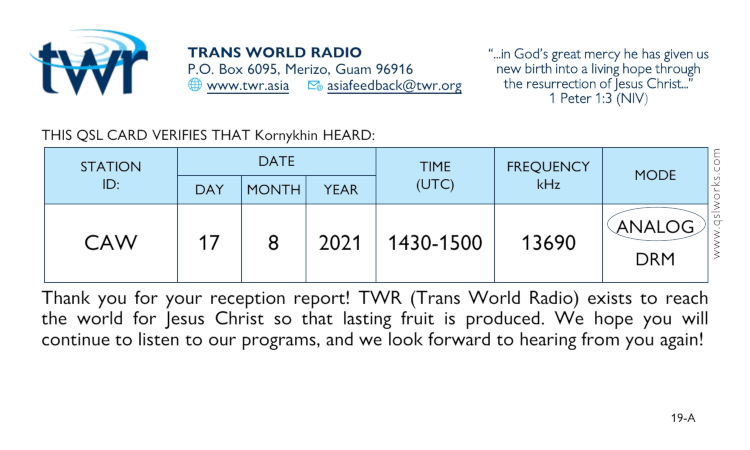 twr
TRANS WORLD RADIO
P.O. Box 6095, Merizo, Guam 96916
www.twr.asia asiafeedback@twr.org
“...in God's great mercy he has given us
new birth into a living hope through
the resurrection of Jesus Christ...”
1 Peter 1:3 (NIV)
THIS QSL CARD VERIFIES THAT Kornykhin HEARD:
STATION ID: DATE TIME (UTC) FREQUENCY kHz MODE
DAY MONTH YEAR
CAW 17 8 2021 1430-1500 13690 ANALOG
DRM
www.qslworks.com
Thank you for your reception report! TWR (Trans World Radio) exists to reach
the world for Jesus Christ so that lasting fruit is produced. We hope you will
continue to listen to our programs, and we look forward to hearing from you again!
19-A